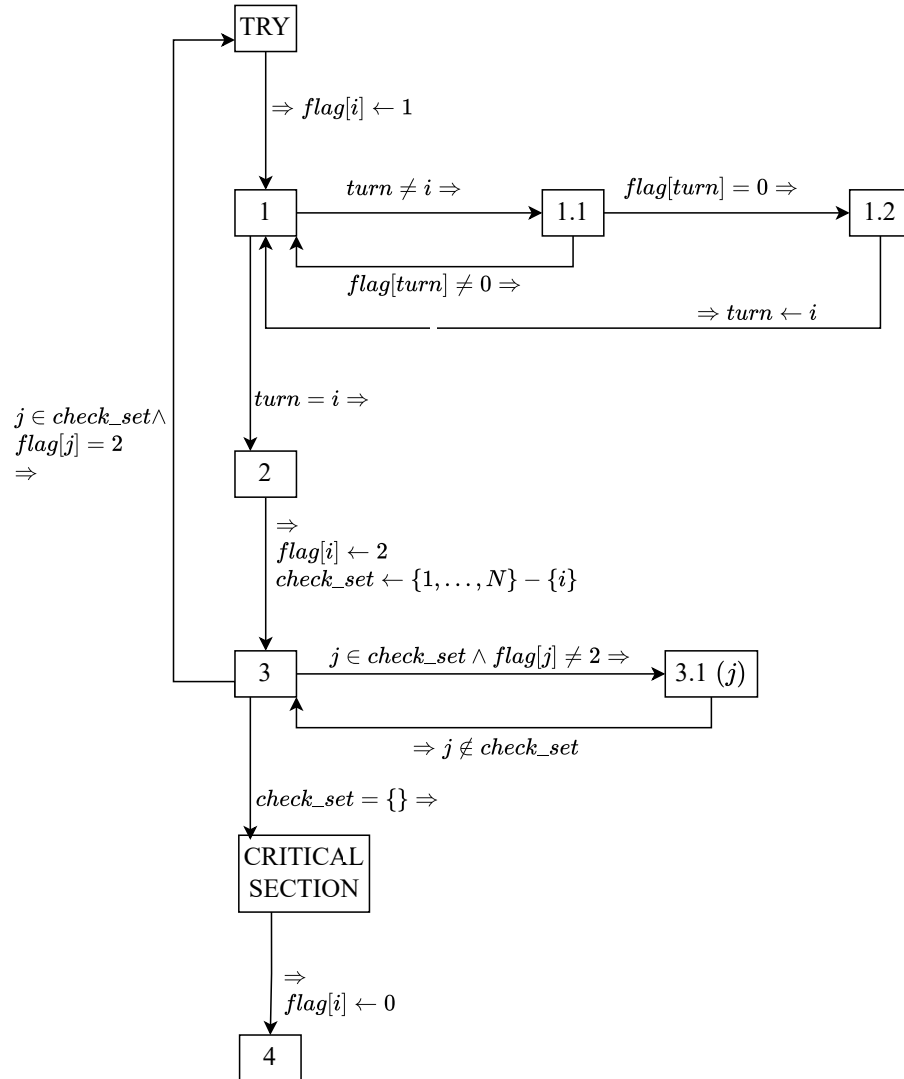 TRY
⇒ flag[i] ← 1
1
turn ≠ i ⇒
1.1
flag[turn] = 0 ⇒
1.2
flag[turn] ≠ 0 ⇒
⇒ turn ← i
j ∈ check_set∧
flag[j] = 2
⇒
turn = i ⇒
2
⇒
flag[i] ← 2
check_set ← {1, . . . , N} − {i}
3
j ∈ check_set ∧ flag[j] ≠ 2 ⇒
3.1 (j)
⇒ j ∉ check_set
check_set = {} ⇒
CRITICAL
SECTION
⇒
flag[i] ← 0
4